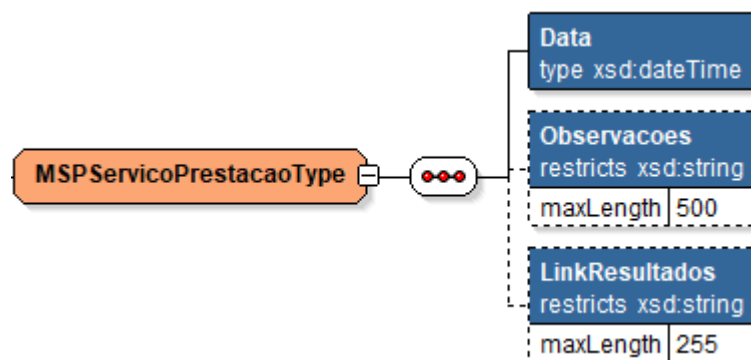 Data
type xsd:dateTime
Observacoes
restricts xsd:string
maxLength 500
MSPServicoPrestacaoType
LinkResultados
restricts xsd:string
maxLength 255